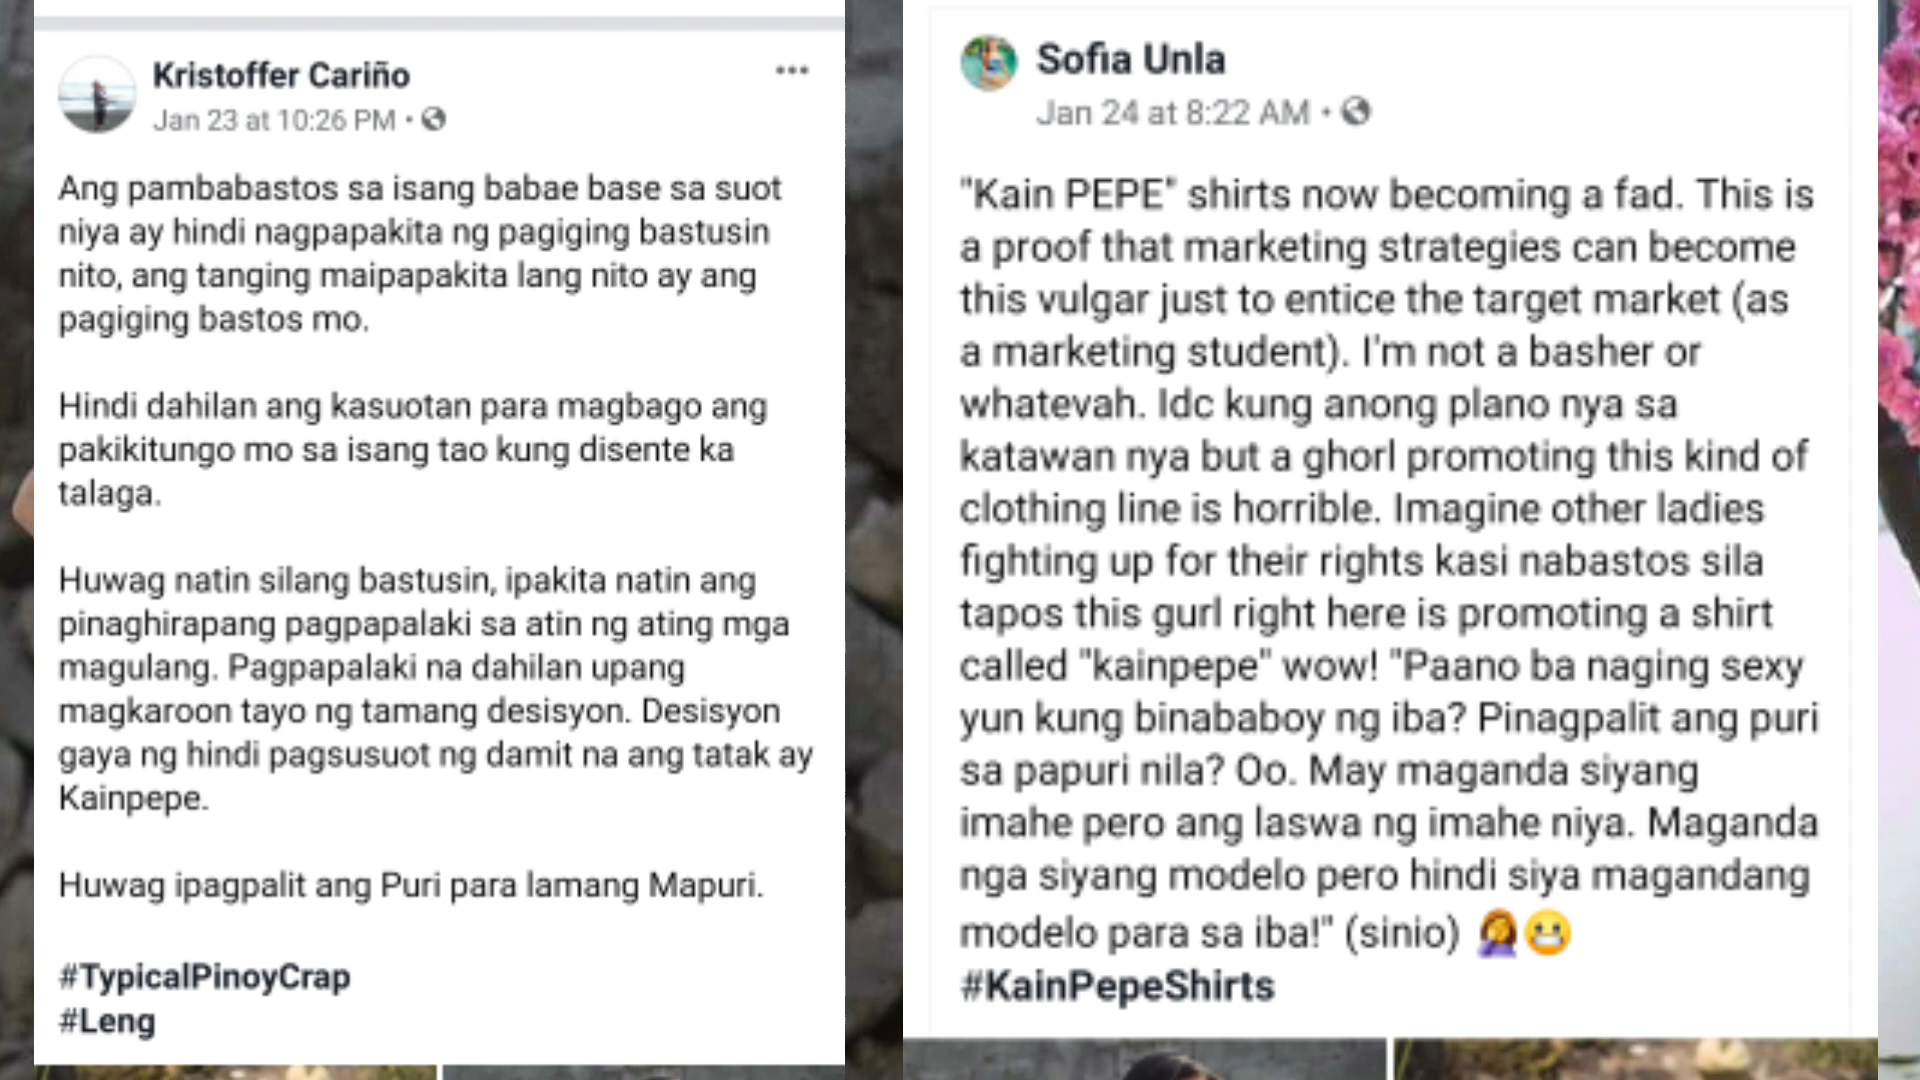 Kristoffer Cariño
Jan 23 at 10:26 PM •
Ang pambabastos sa isang babae base sa suot
niya ay hindi nagpapakita ng pagiging bastusin
nito, ang tanging maipapakita lang nito ay ang
pagiging bastos mo.
Hindi dahilan ang kasuotan para magbago ang
pakikitungo mo sa isang tao kung disente ka
talaga.
Huwag natin silang bastusin, ipakita natin ang
pinaghirapang pagpapalaki sa atin ng ating mga
magulang. Pagpapalaki na dahilan upang
magkaroon tayo ng tamang desisyon. Desisyon
gaya ng hindi pagsusuot ng damit na ang tatak ay
Kainpepe.
Huwag ipagpalit ang Puri para lamang Mapuri.
#TypicalPinoyCrap
#Leng
Sofia Unla
Jan 24 at 8:22 AM •
"Kain PEPE" shirts now becoming a fad. This is
a proof that marketing strategies can become
this vulgar just to entice the target market (as
a marketing student). I'm not a basher or
whatevah. Idc kung anong plano nya sa
katawan nya but a ghorl promoting this kind of
clothing line is horrible. Imagine other ladies
fighting up for their rights kasi nabastos sila
tapos this gurl right here is promoting a shirt
called "kainpepe" wow! "Paano ba naging sexy
yun kung binababoy ng iba? Pinagpalit ang puri
sa papuri nila? Oo. May maganda siyang
imahe pero ang laswa ng imahe niya. Maganda
nga siyang modelo pero hindi siya magandang
modelo para sa iba!" (sinio) 🤦‍♀️😬
#KainPepeShirts